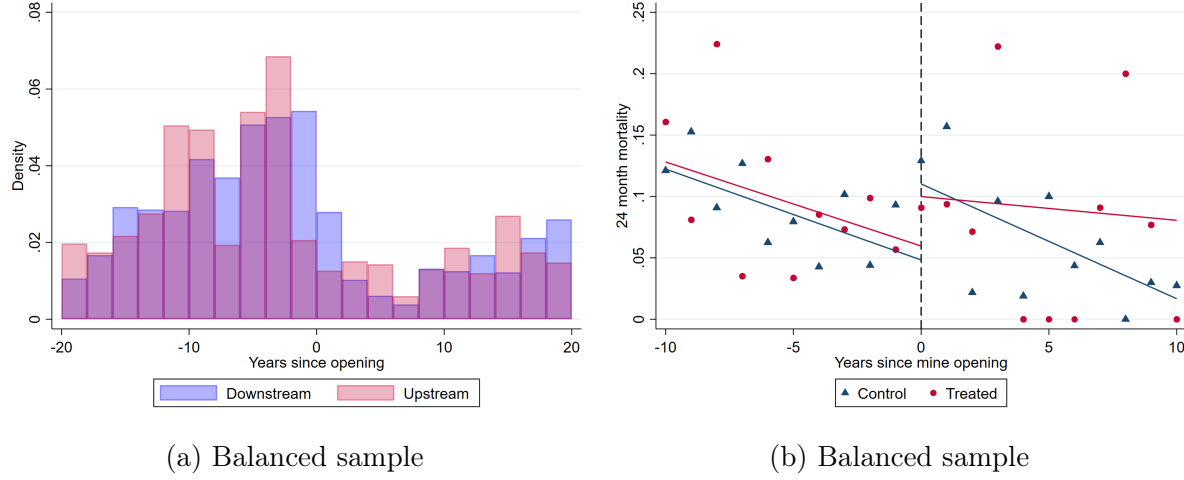 .08
.06
.04
.02
0
Density
-20 -10 0 10 20
Years since opening
Downstream Upstream
(a) Balanced sample
.25
.2
.15
.1
.05
0
24 month mortality
-10 -5 0 5 10
Years since mine opening
Control Treated
(b) Balanced sample